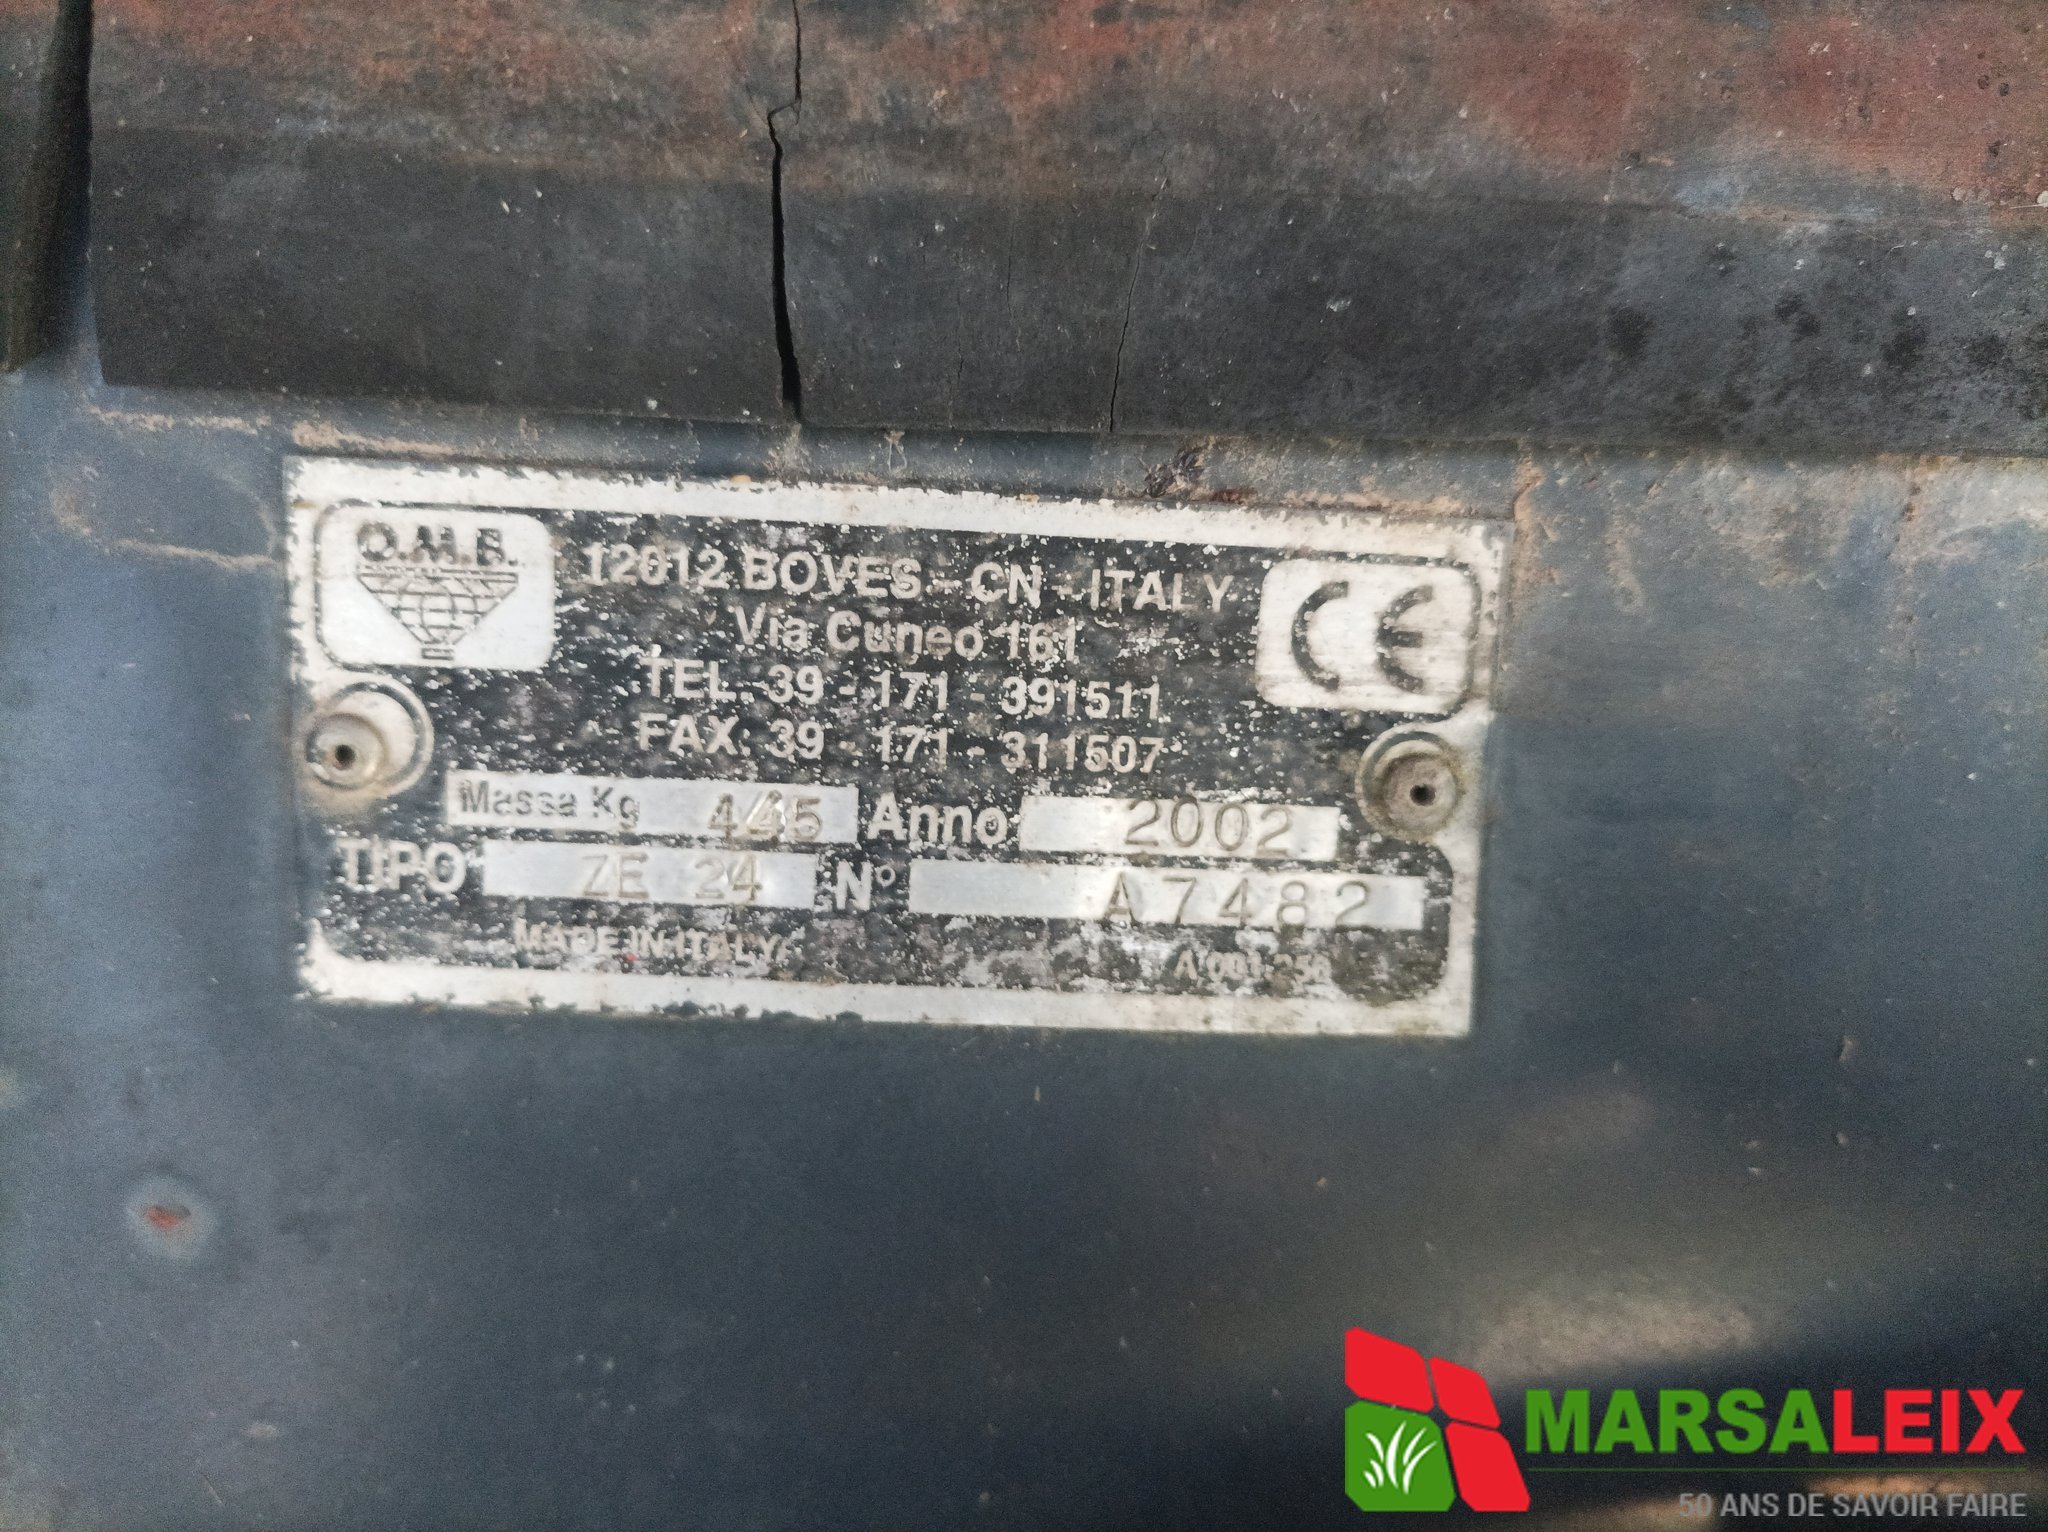 O.M.B.
12012 BOVES - CN - ITALY
Via Cuneo 161
TEL. 39 - 171 - 391511
FAX. 39 - 171 - 311507
CE
Massa Kg 445 Anno 2002
TIPO ZE 24 N° A7482
MADE IN ITALY
MARSALEIX
50 ANS DE SAVOIR FAIRE